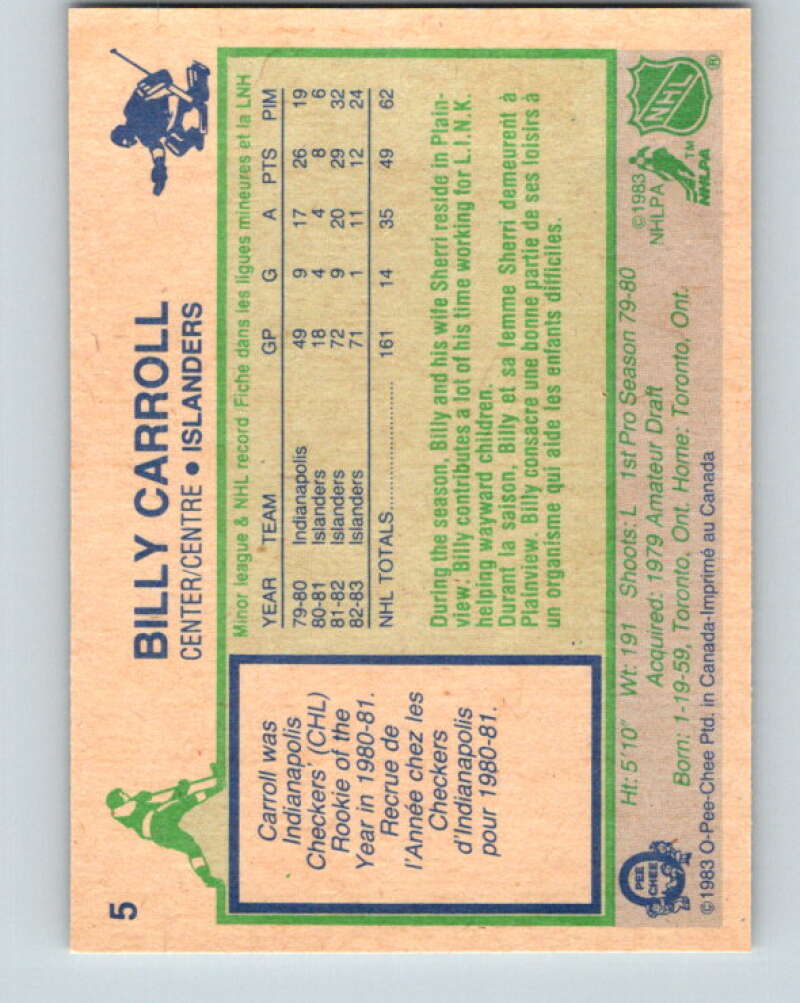 5
BILLY CARROLL
CENTER/CENTRE • ISLANDERS
Carroll was
Indianapolis
Checkers' (CHL)
Rookie of the
Year in 1980-81.
Recrue de
l'Année chez les
Checkers
d'Indianapolis
pour 1980-81.
Minor league & NHL record/Fiche dans les ligues mineures et la LNH
YEAR TEAM GP G A PTS PIM
79-80 Indianapolis 49 9 17 26 19
80-81 Islanders 18 4 4 8 6
81-82 Islanders 72 9 20 29 32
82-83 Islanders 71 1 11 12 24
NHL TOTALS 161 14 35 49 62
During the season, Billy and his wife Sherri reside in Plain-
view. Billy contributes a lot of his time working for L.I.N.K.
helping wayward children.
Durant la saison, Billy et sa femme Sherri demeurent à
Plainview. Billy consacre une bonne partie de ses loisirs à
un organisme qui aide les enfants difficiles.
Ht: 5'10" Wt: 191 Shoots: L 1st Pro Season 79-80
Acquired: 1979 Amateur Draft
Born: 1-19-59, Toronto, Ont. Home: Toronto, Ont.
©1983 O-Pee-Chee Ptd. in Canada-Imprimé au Canada
O
PEE
CHEE
©1983
NHLPA
TM
NHLPA
NHL
®